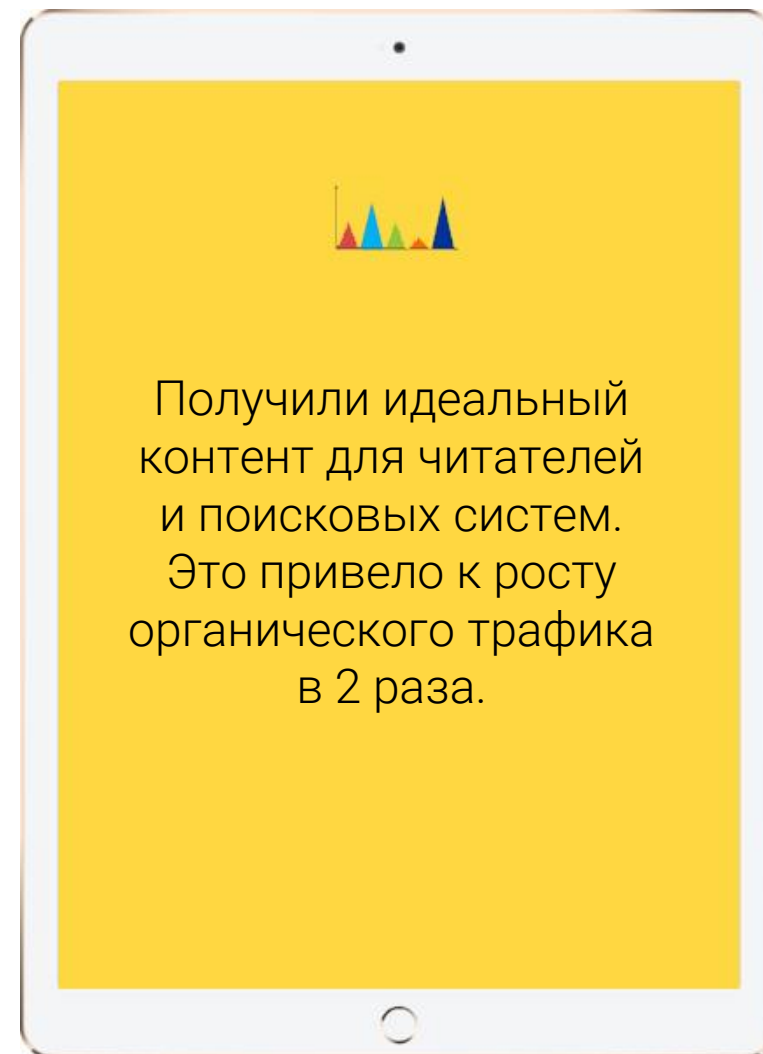 Получили идеальный
контент для читателей
и поисковых систем.
Это привело к росту
органического трафика
в 2 раза.